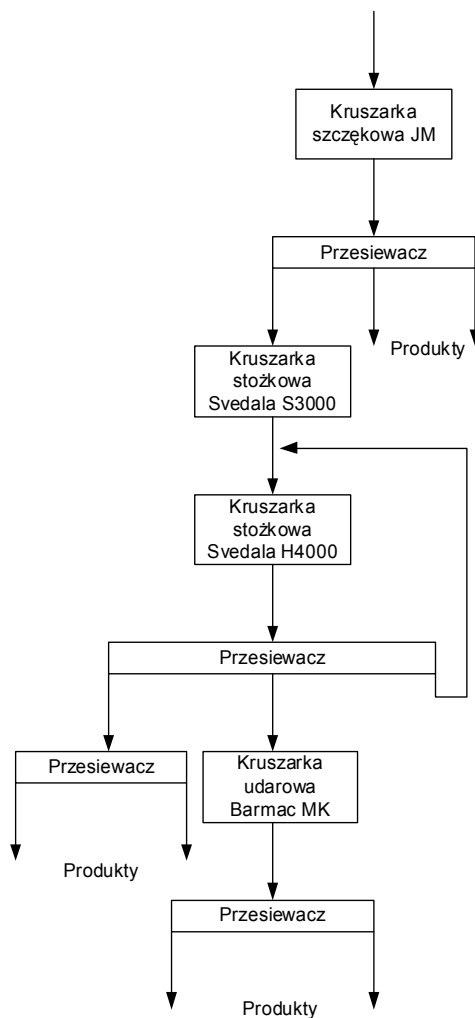 Kruszarka
szczękowa JM
Przesiewacz
Produkty
Kruszarka
stożkowa
Svedala S3000
Kruszarka
stożkowa
Svedala H4000
Przesiewacz
Przesiewacz
Kruszarka
udarowa
Barmac MK
Produkty
Przesiewacz
Produkty